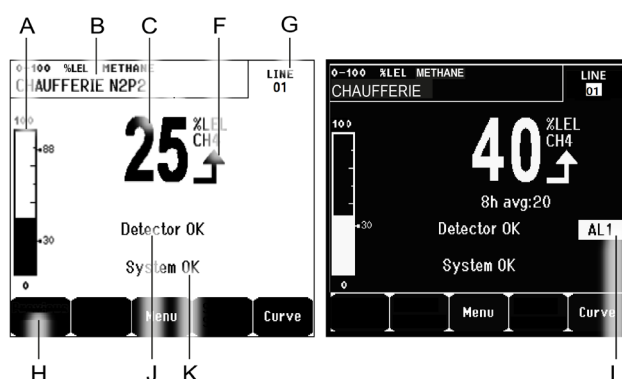 A B C F G
0-100 %LEL METHANE
CHAUFFERIE N2P2
LINE
01
100
88
30
0
25
%LEL
CH4
Detector OK
System OK
Menu
Curve
H J K
0-100 %LEL METHANE
CHAUFFERIE
LINE
01
100
30
0
40
%LEL
CH4
8h avg:20
Detector OK
AL1
System OK
Menu
Curve
I